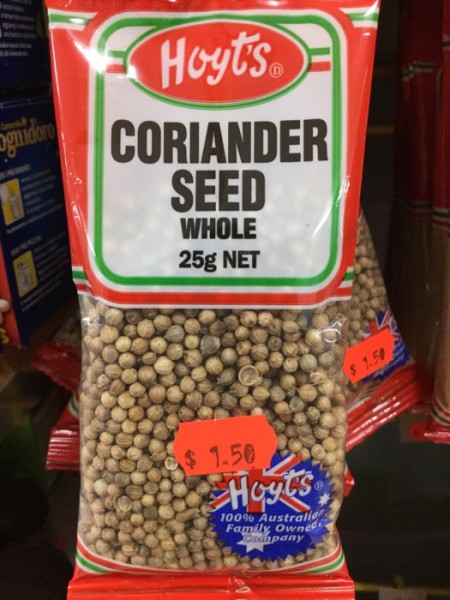 Hoyt's
CORIANDER
SEED
WHOLE
25g NET
$ 1.50
$ 1.50
Hoyt's
100% Australian
Family Owned
Company